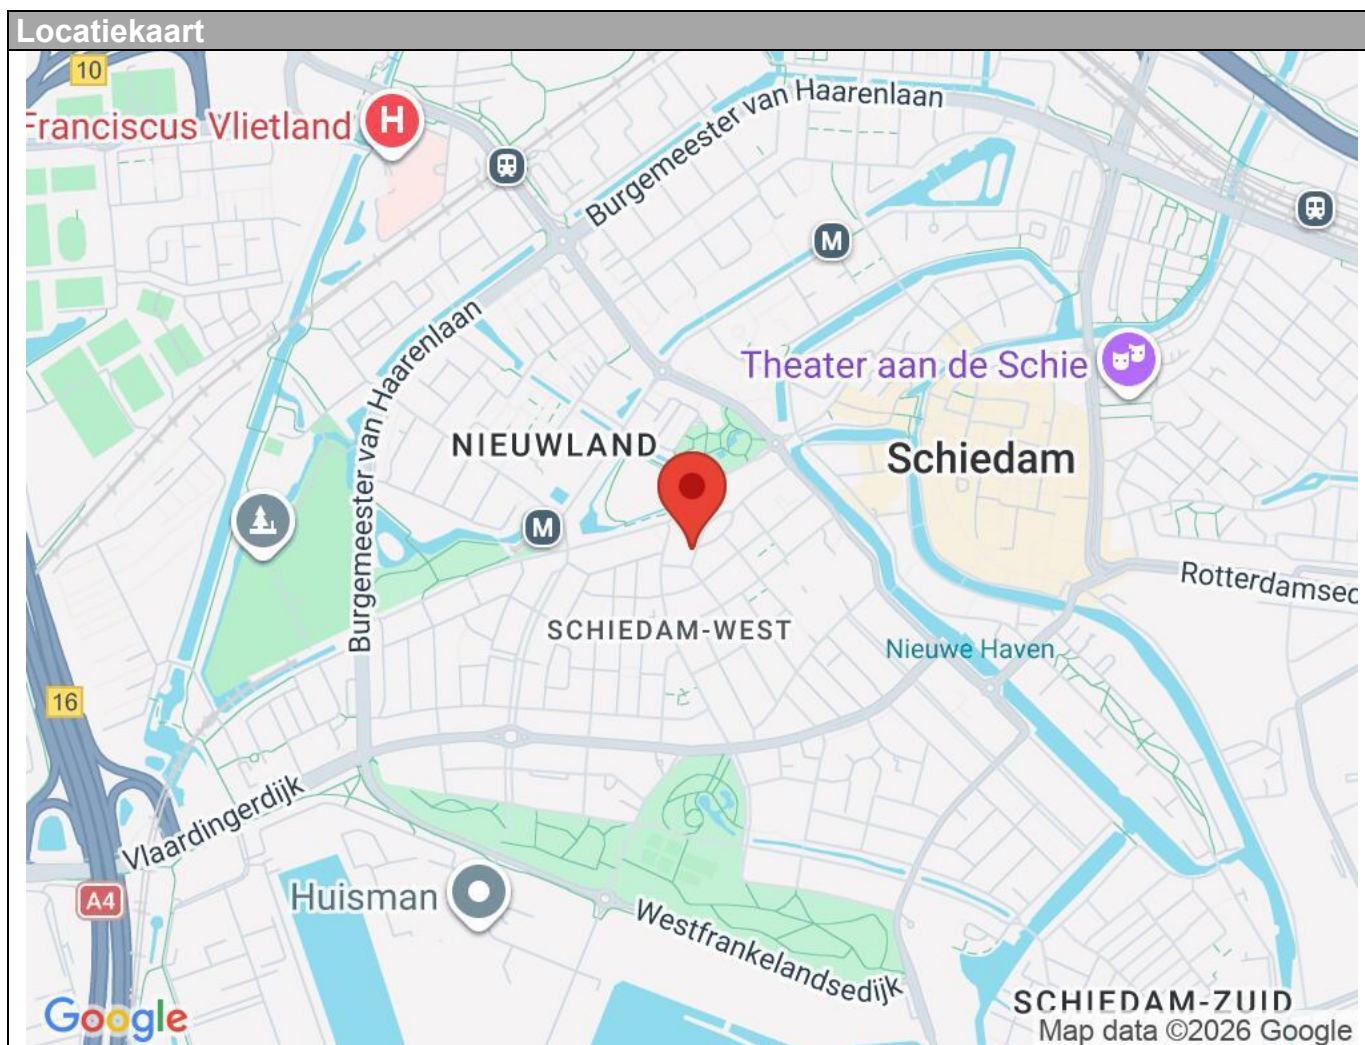 Locatiekaart
10
Franciscus Vlietland
H
Burgemeester van Haarenlaan
M
Burgemeester van Haarenlaan
Theater aan de Schie
NIEUWLAND
Schiedam
M
Rotterdamsed
SCHIEDAM-WEST
Nieuwe Haven
16
Vlaardingerdijk
A4
Huisman
Westfrankelandsedijk
SCHIEDAM-ZUID
Google
Map data ©2026 Google